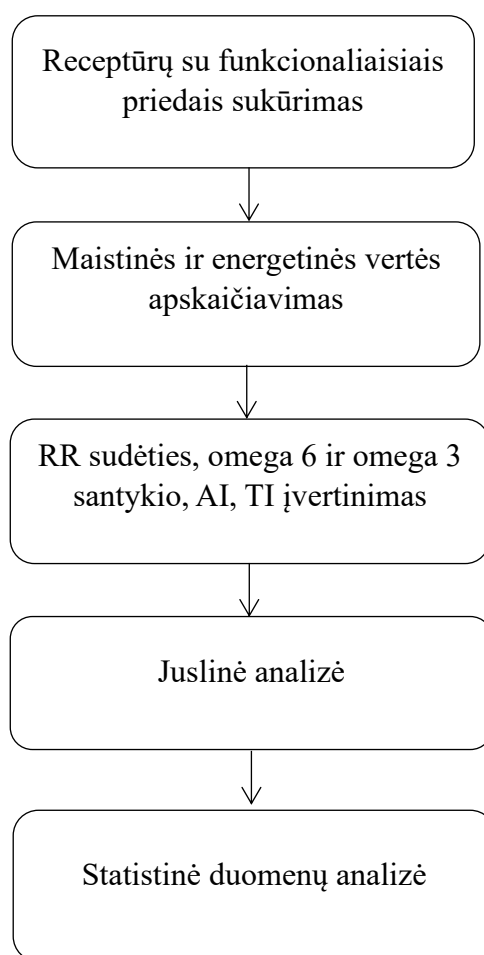 Receptūrų su funkcionaliaisiais
priedais sukūrimas
Maistinės ir energetinės vertės
apskaičiavimas
RR sudėties, omega 6 ir omega 3
santykio, AI, TI įvertinimas
Juslinė analizė
Statistinė duomenų analizė